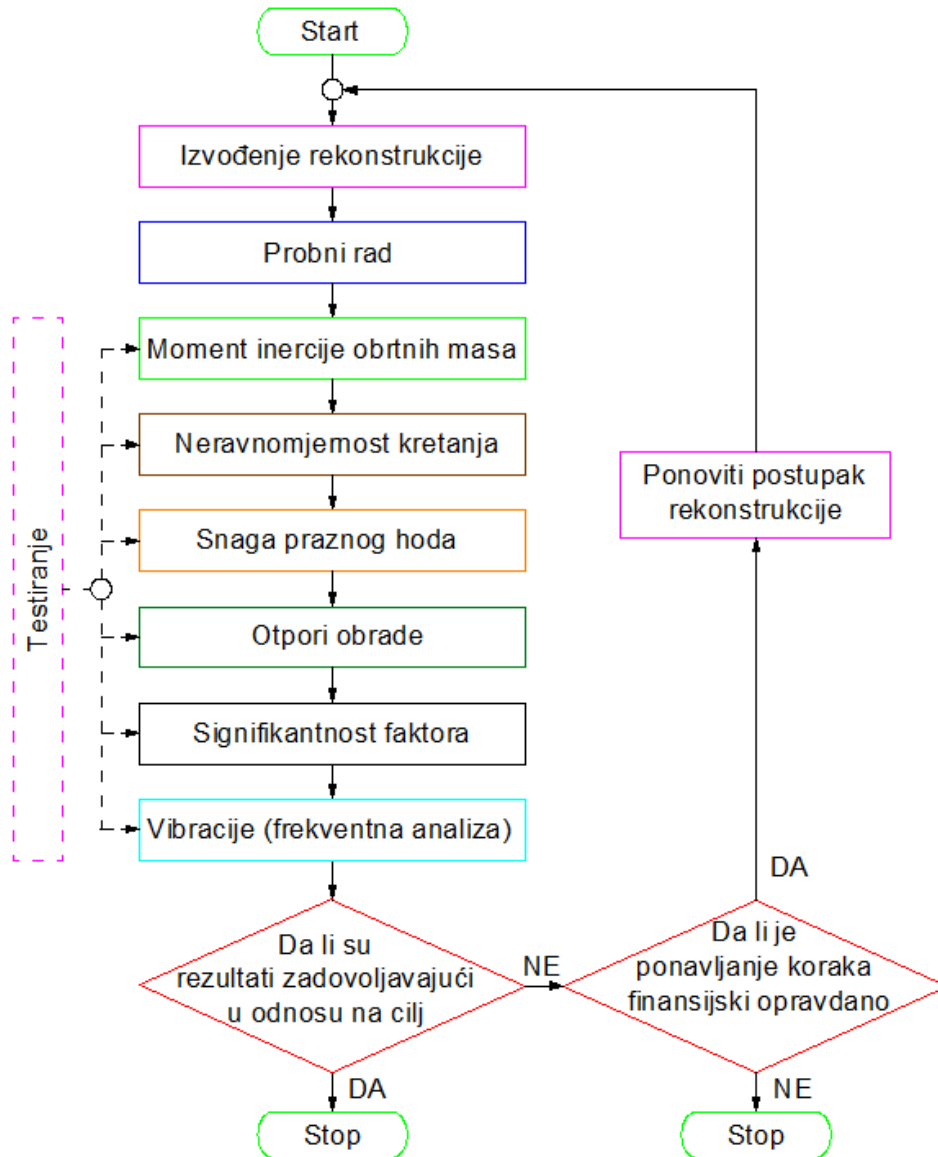 Start
Izvođenje rekonstrukcije
Probni rad
Testiranje
Moment inercije obrtnih masa
Neravnomjernost kretanja
Snaga praznog hoda
Otpori obrade
Signifikantnost faktora
Vibracije (frekventna analiza)
Da li su
rezultati zadovoljavajući
u odnosu na cilj
NE
DA
Stop
Ponoviti postupak
rekonstrukcije
DA
Da li je
ponavljanje koraka
finansijski opravdano
NE
Stop